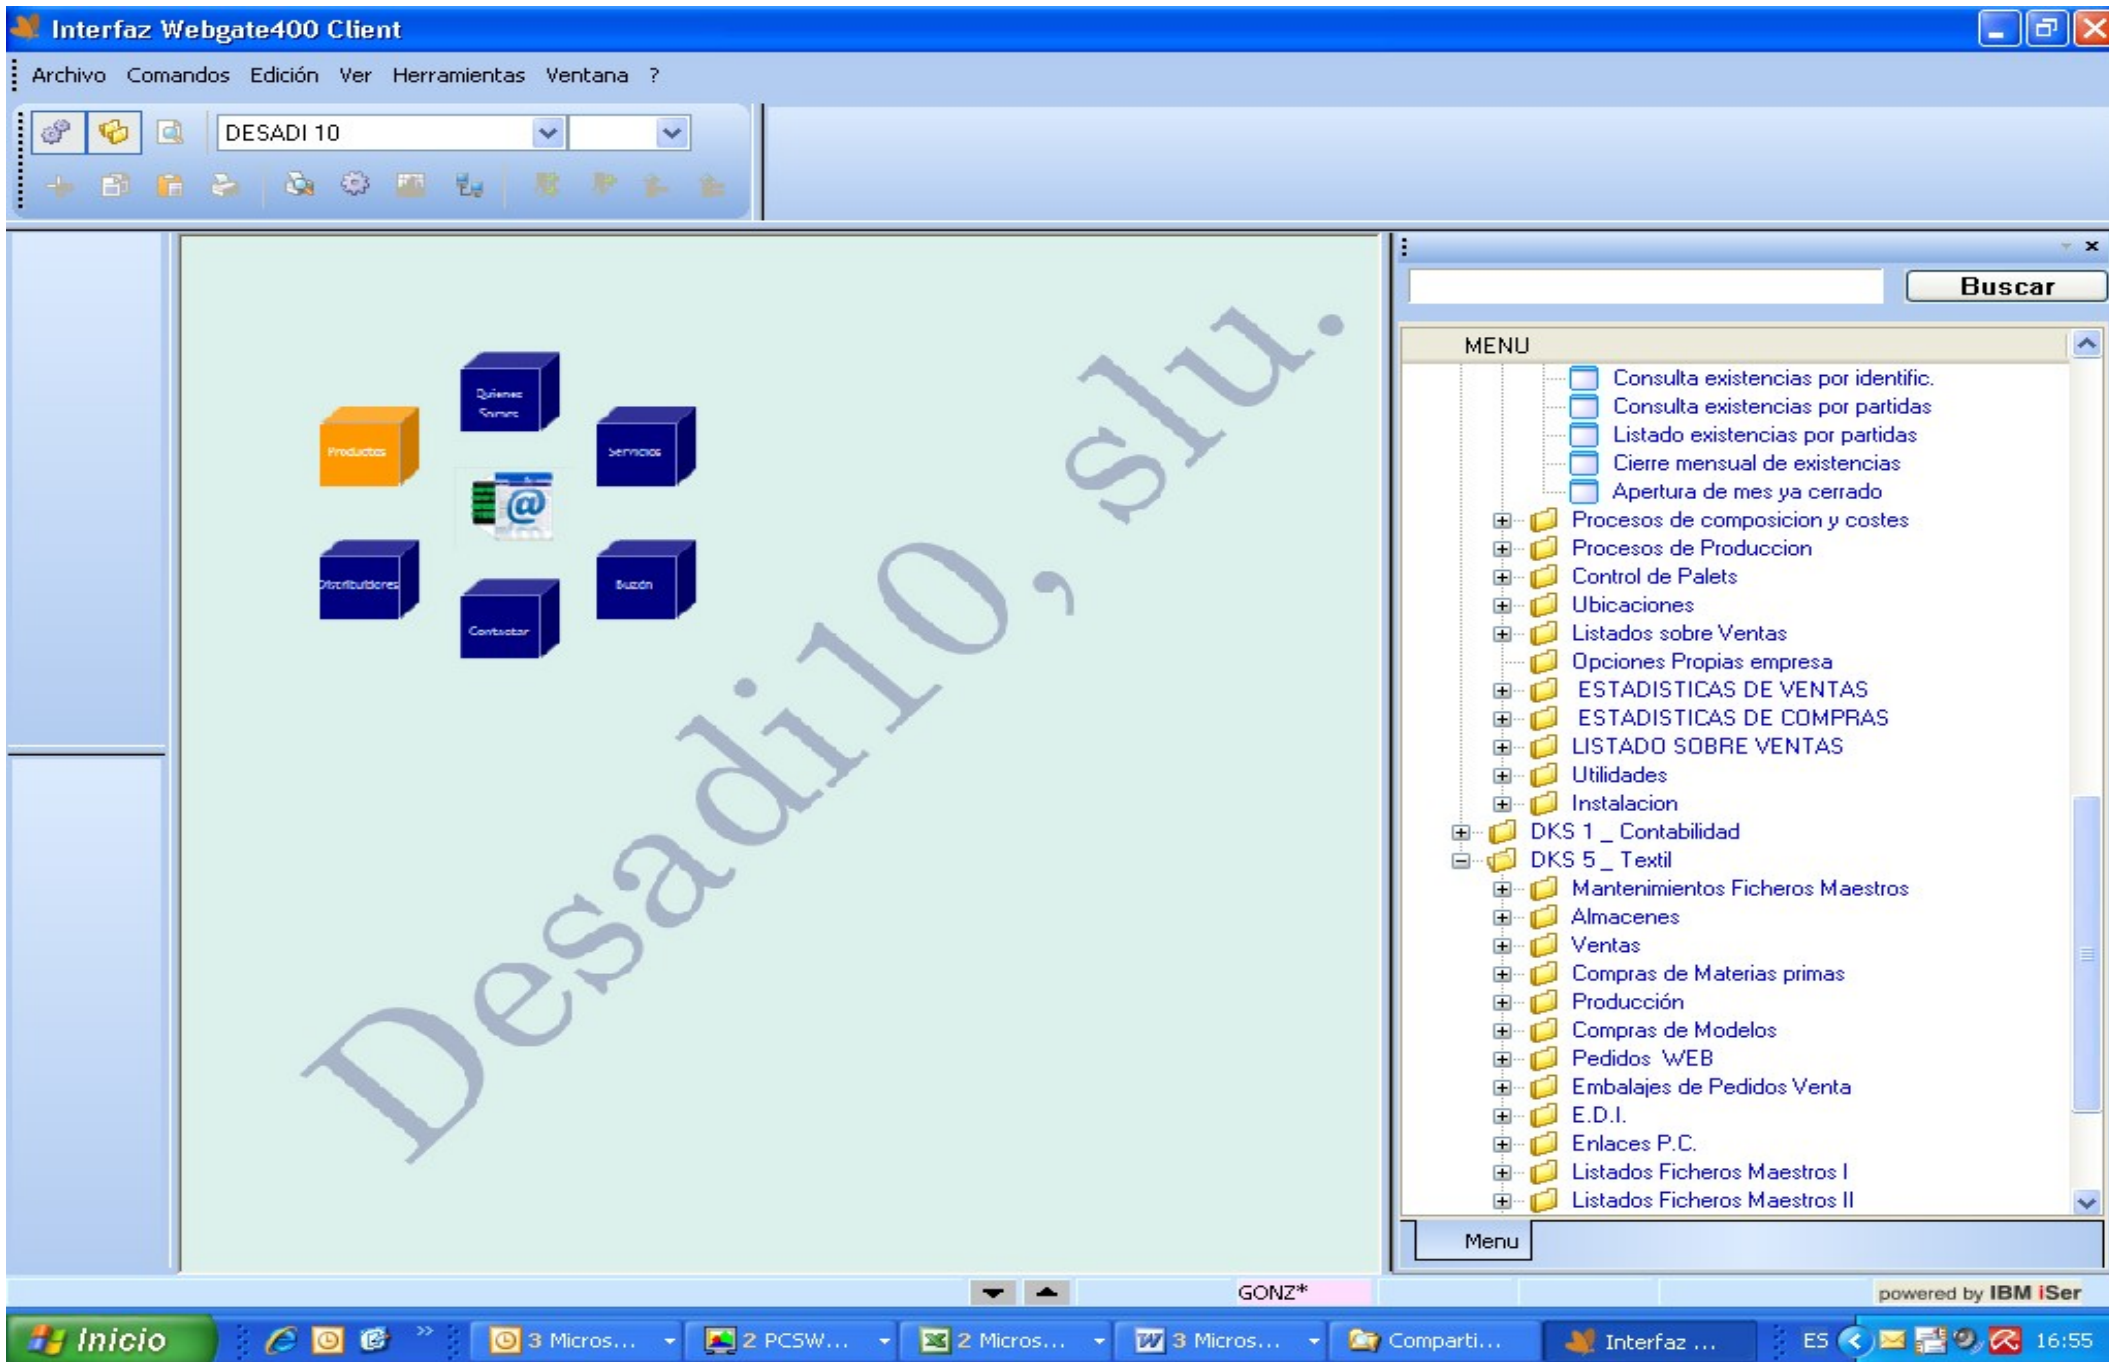 Interfaz Webgate400 Client
Archivo Comandos Edición Ver Herramientas Ventana ?
DESADI 10
Buscar
MENU
Consulta existencias por identific.
Consulta existencias por partidas
Listado existencias por partidas
Cierre mensual de existencias
Apertura de mes ya cerrado
Procesos de composicion y costes
Procesos de Produccion
Control de Palets
Ubicaciones
Listados sobre Ventas
Opciones Propias empresa
ESTADISTICAS DE VENTAS
ESTADISTICAS DE COMPRAS
LISTADO SOBRE VENTAS
Utilidades
Instalacion
DKS 1 _ Contabilidad
DKS 5 _ Textil
Mantenimientos Ficheros Maestros
Almacenes
Ventas
Compras de Materias primas
Producción
Compras de Modelos
Pedidos WEB
Embalajes de Pedidos Venta
E.D.I.
Enlaces P.C.
Listados Ficheros Maestros I
Listados Ficheros Maestros II
Menu
Quienes
Somos
Productos
Servicios
@
Distribuidores
Buzón
Contactar
Desadi10, slu.
GONZ*
powered by IBM iSer
Inicio
3 Micros...
2 PCSW...
2 Micros...
3 Micros...
Comparti...
Interfaz ...
ES
16:55